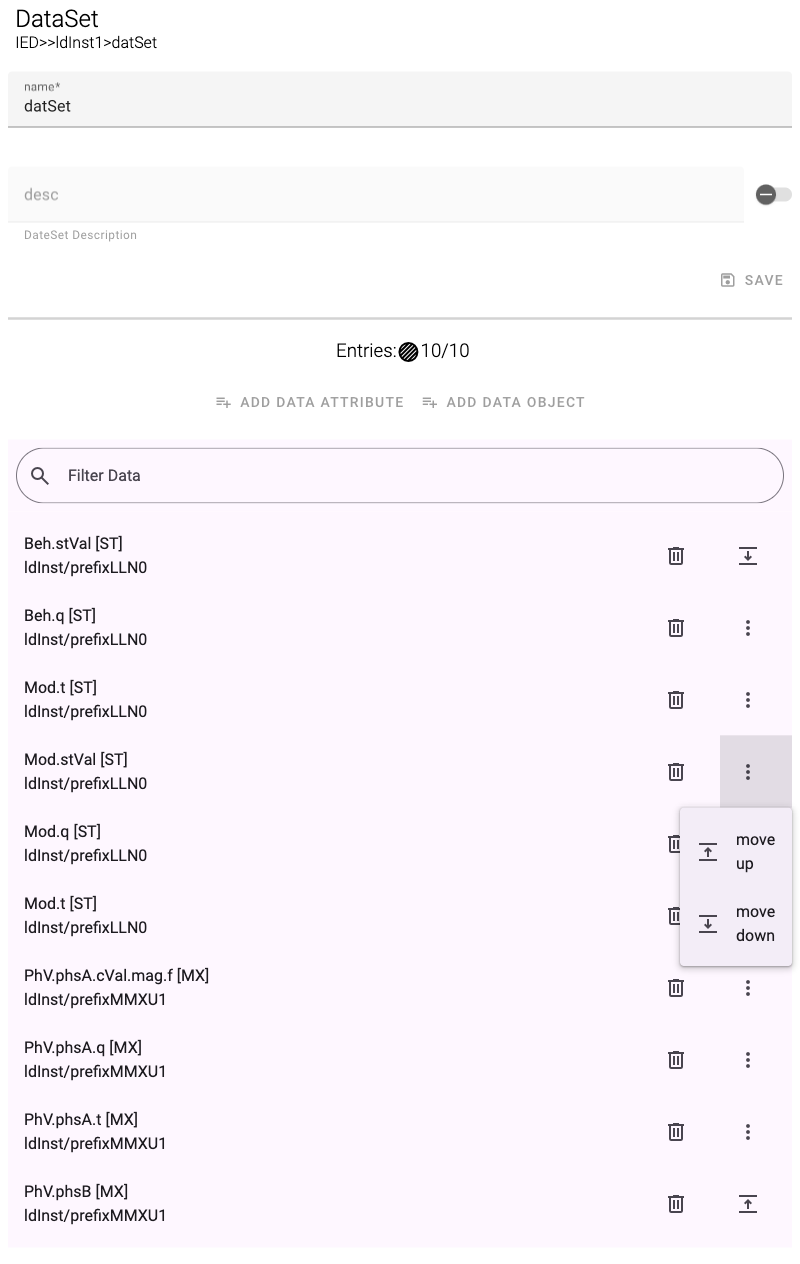 DataSet
IED>>ldInst1>datSet
name*
datSet
desc
DateSet Description
SAVE
Entries: 10/10
ADD DATA ATTRIBUTE ADD DATA OBJECT
Filter Data
Beh.stVal [ST]
ldInst/prefixLLN0
Beh.q [ST]
ldInst/prefixLLN0
Mod.t [ST]
ldInst/prefixLLN0
Mod.stVal [ST]
ldInst/prefixLLN0
Mod.q [ST]
ldInst/prefixLLN0
move
up
Mod.t [ST]
ldInst/prefixLLN0
move
down
PhV.phsA.cVal.mag.f [MX]
ldInst/prefixMMXU1
PhV.phsA.q [MX]
ldInst/prefixMMXU1
PhV.phsA.t [MX]
ldInst/prefixMMXU1
PhV.phsB [MX]
ldInst/prefixMMXU1